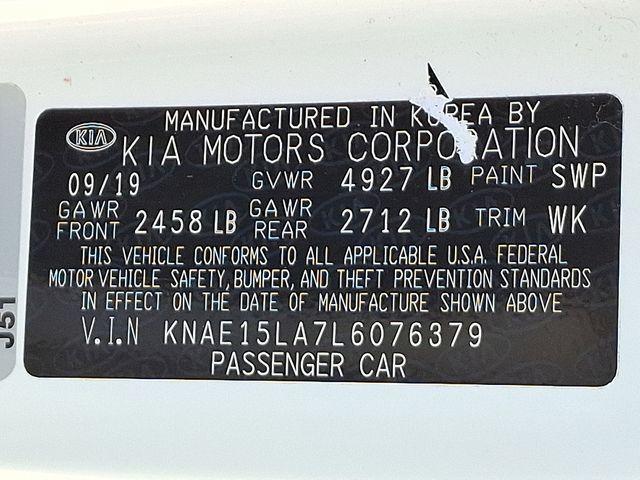 MANUFACTURED IN KOREA BY
KIA
KIA MOTORS CORPORATION
09/19 GVWR 4927 LB PAINT SWP
GAWR FRONT 2458 LB GAWR REAR 2712 LB TRIM WK
THIS VEHICLE CONFORMS TO ALL APPLICABLE U.S.A. FEDERAL
MOTOR VEHICLE SAFETY, BUMPER, AND THEFT PREVENTION STANDARDS
IN EFFECT ON THE DATE OF MANUFACTURE SHOWN ABOVE
V.I.N KNAE15LA7L6076379
PASSENGER CAR
J51